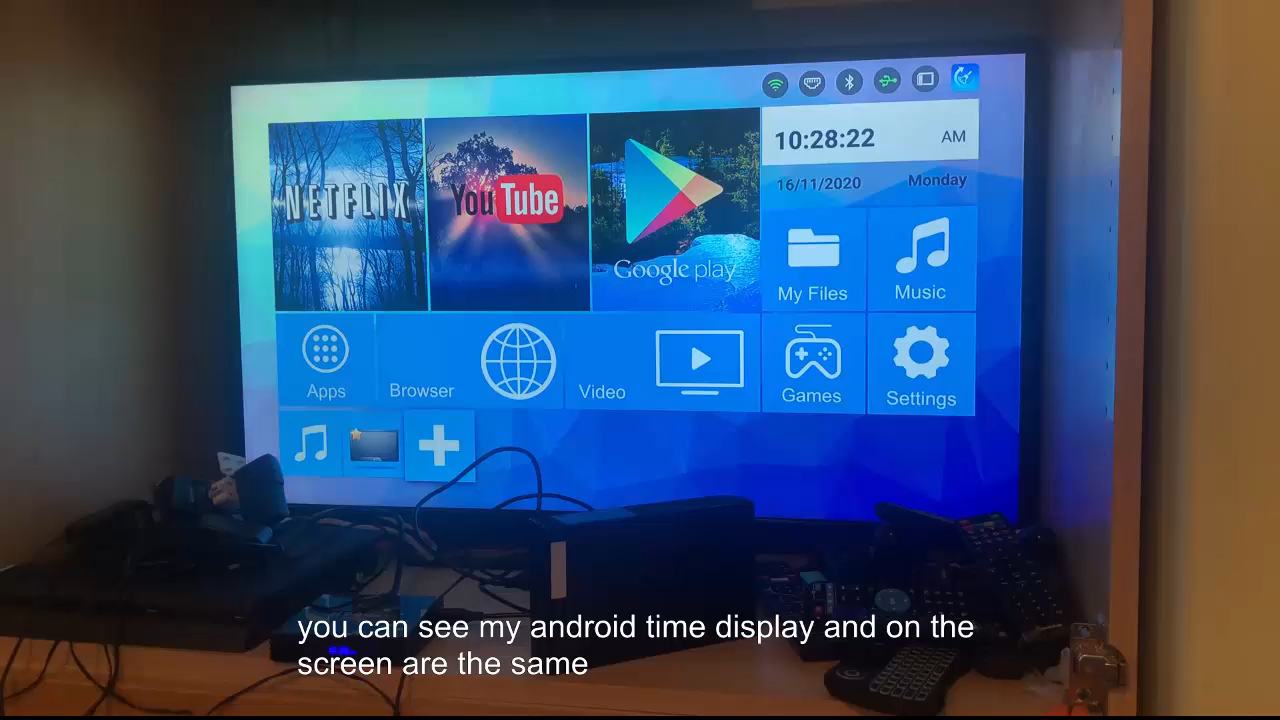 10:28:22 AM
16/11/2020 Monday
NETFLIX
YouTube
Google play
My Files
Music
Apps
Browser
Video
Games
Settings
you can see my android time display and on the
screen are the same